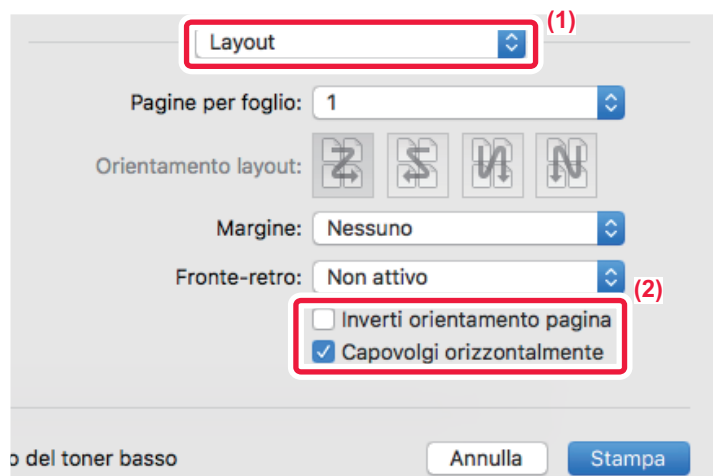 (1)
Layout
Pagine per foglio: 1
Orientamento layout:
Margine: Nessuno
Fronte-retro: Non attivo
(2)
Inverti orientamento pagina
Capovolgi orizzontalmente
o del toner basso Annulla Stampa